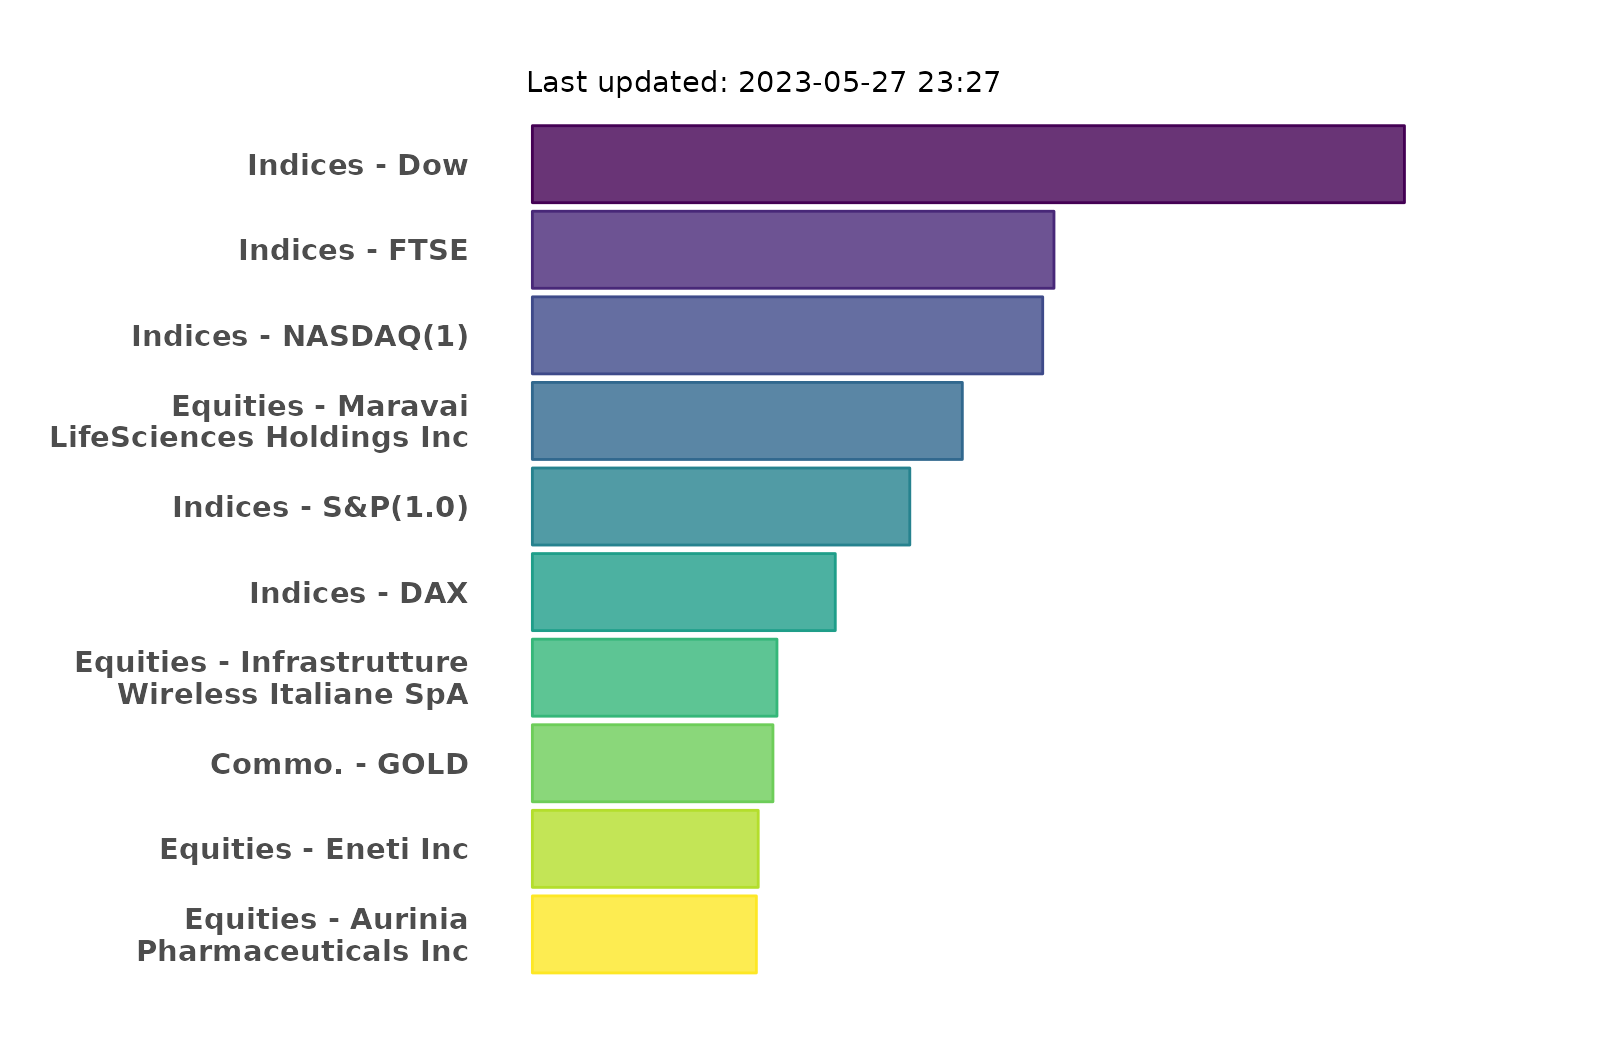 Last updated: 2023-05-27 23:27
Indices - Dow
Indices - FTSE
Indices - NASDAQ(1)
Equities - Maravai
LifeSciences Holdings Inc
Indices - S&P(1.0)
Indices - DAX
Equities - Infrastrutture
Wireless Italiane SpA
Commo. - GOLD
Equities - Eneti Inc
Equities - Aurinia
Pharmaceuticals Inc